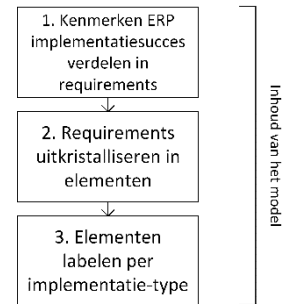 1. Kenmerken ERP
implementatiesucces
verdelen in
requirements
2. Requirements
uitkristalliseren in
elementen
3. Elementen
labelen per
implementatie-type
Inhoud van het model